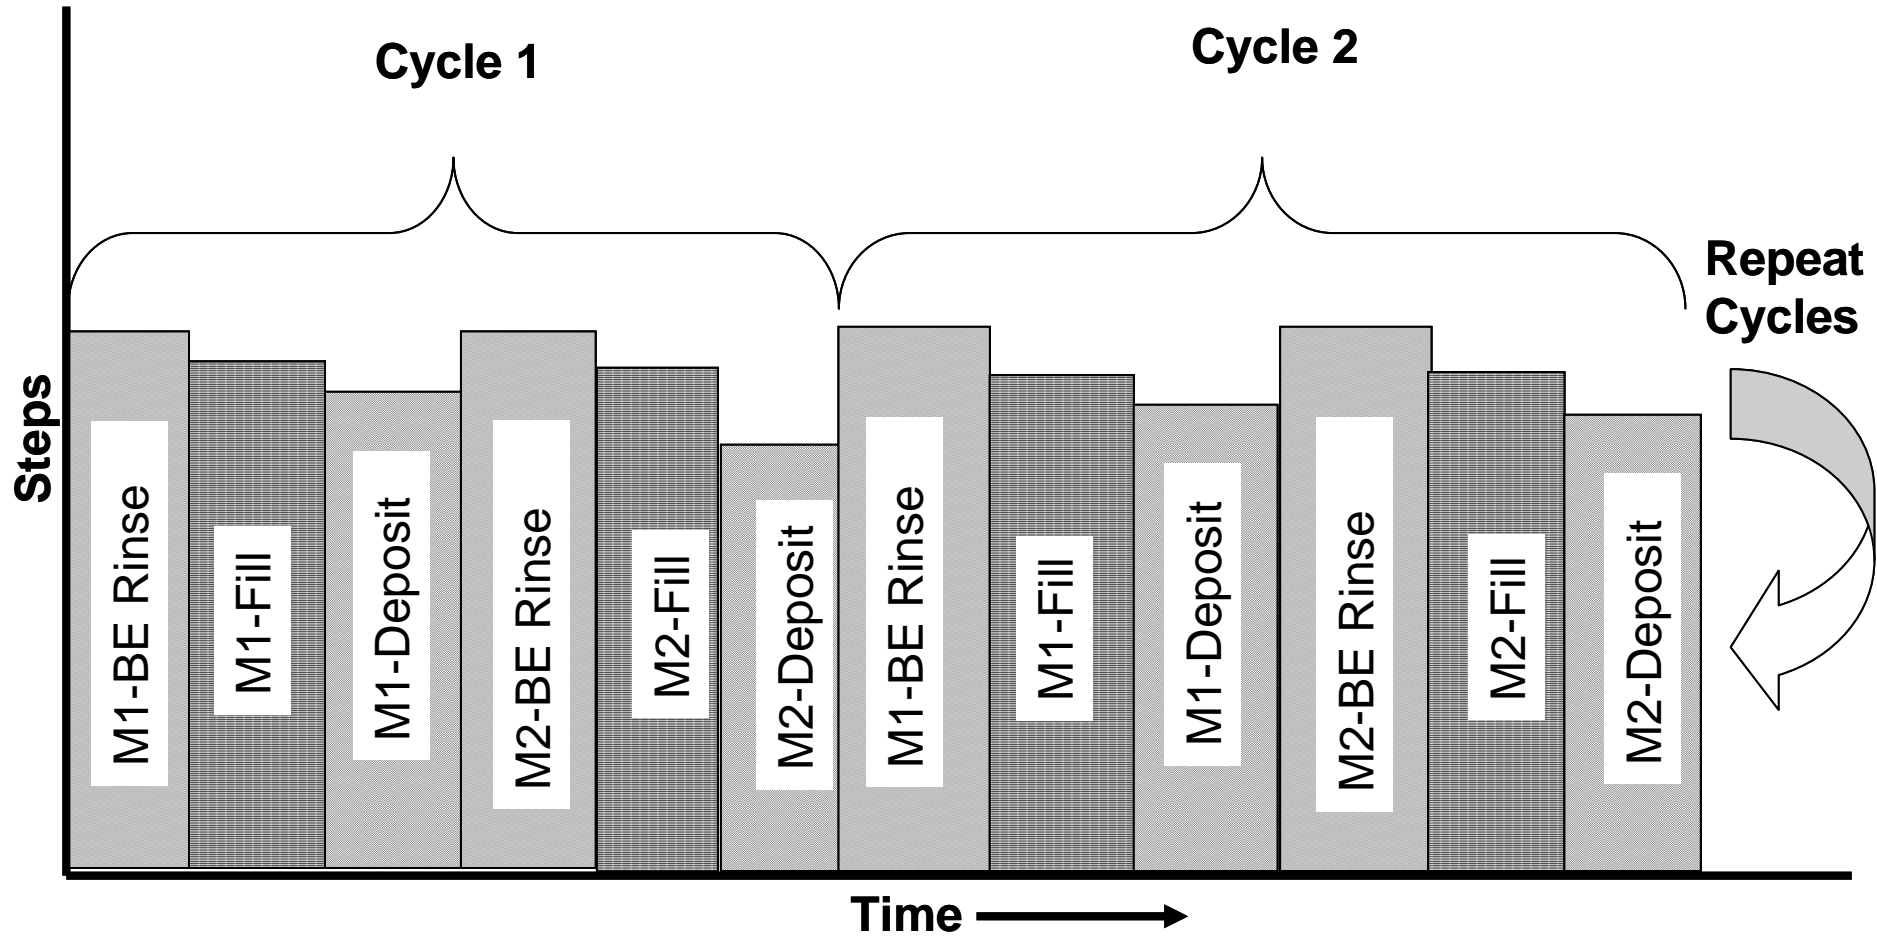 Cycle 1
Cycle 2
Repeat
Cycles
Steps
M1-BE Rinse
M1-Fill
M1-Deposit
M2-BE Rinse
M2-Fill
M2-Deposit
M1-BE Rinse
M1-Fill
M1-Deposit
M2-BE Rinse
M2-Fill
M2-Deposit
Time